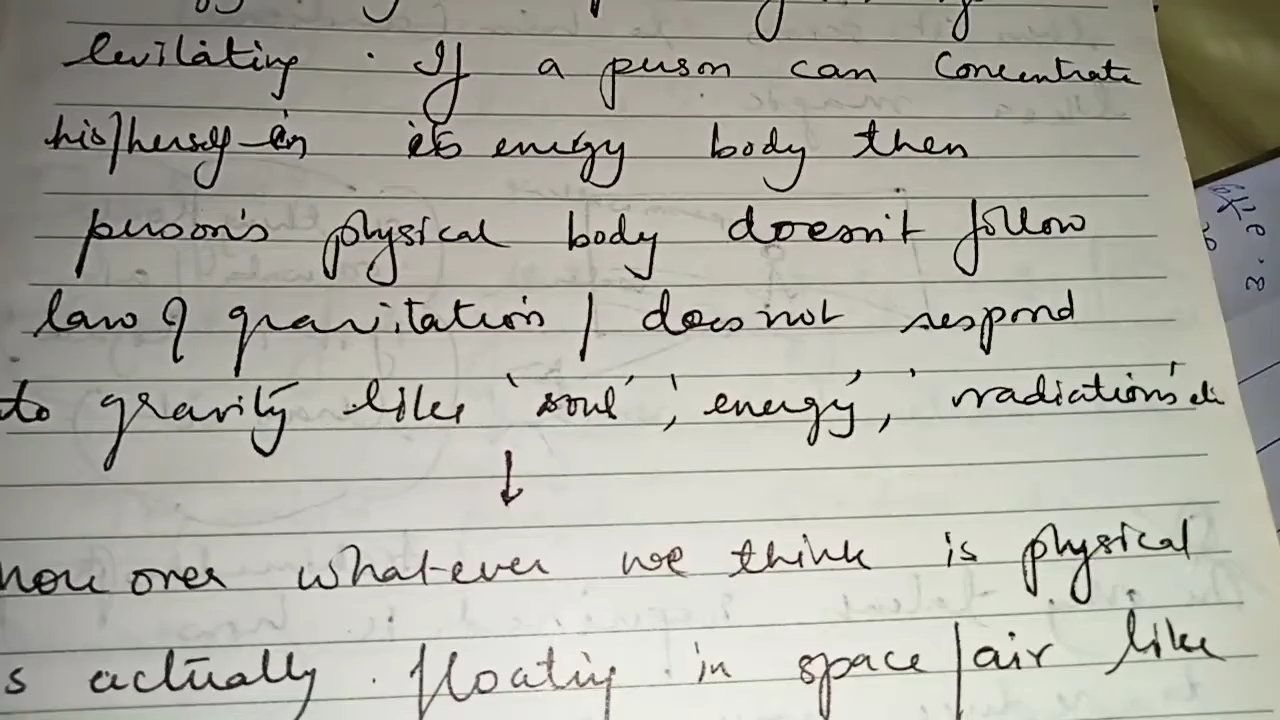 levitating. If a person can Concentrate
his/herself in its energy body then
person's physical body doesn't follow
law of gravitation / does not respond
to gravity like 'soul', 'energy', 'radiations' etc
↓
more over whatever we think is physical
is actually floating in space/air like